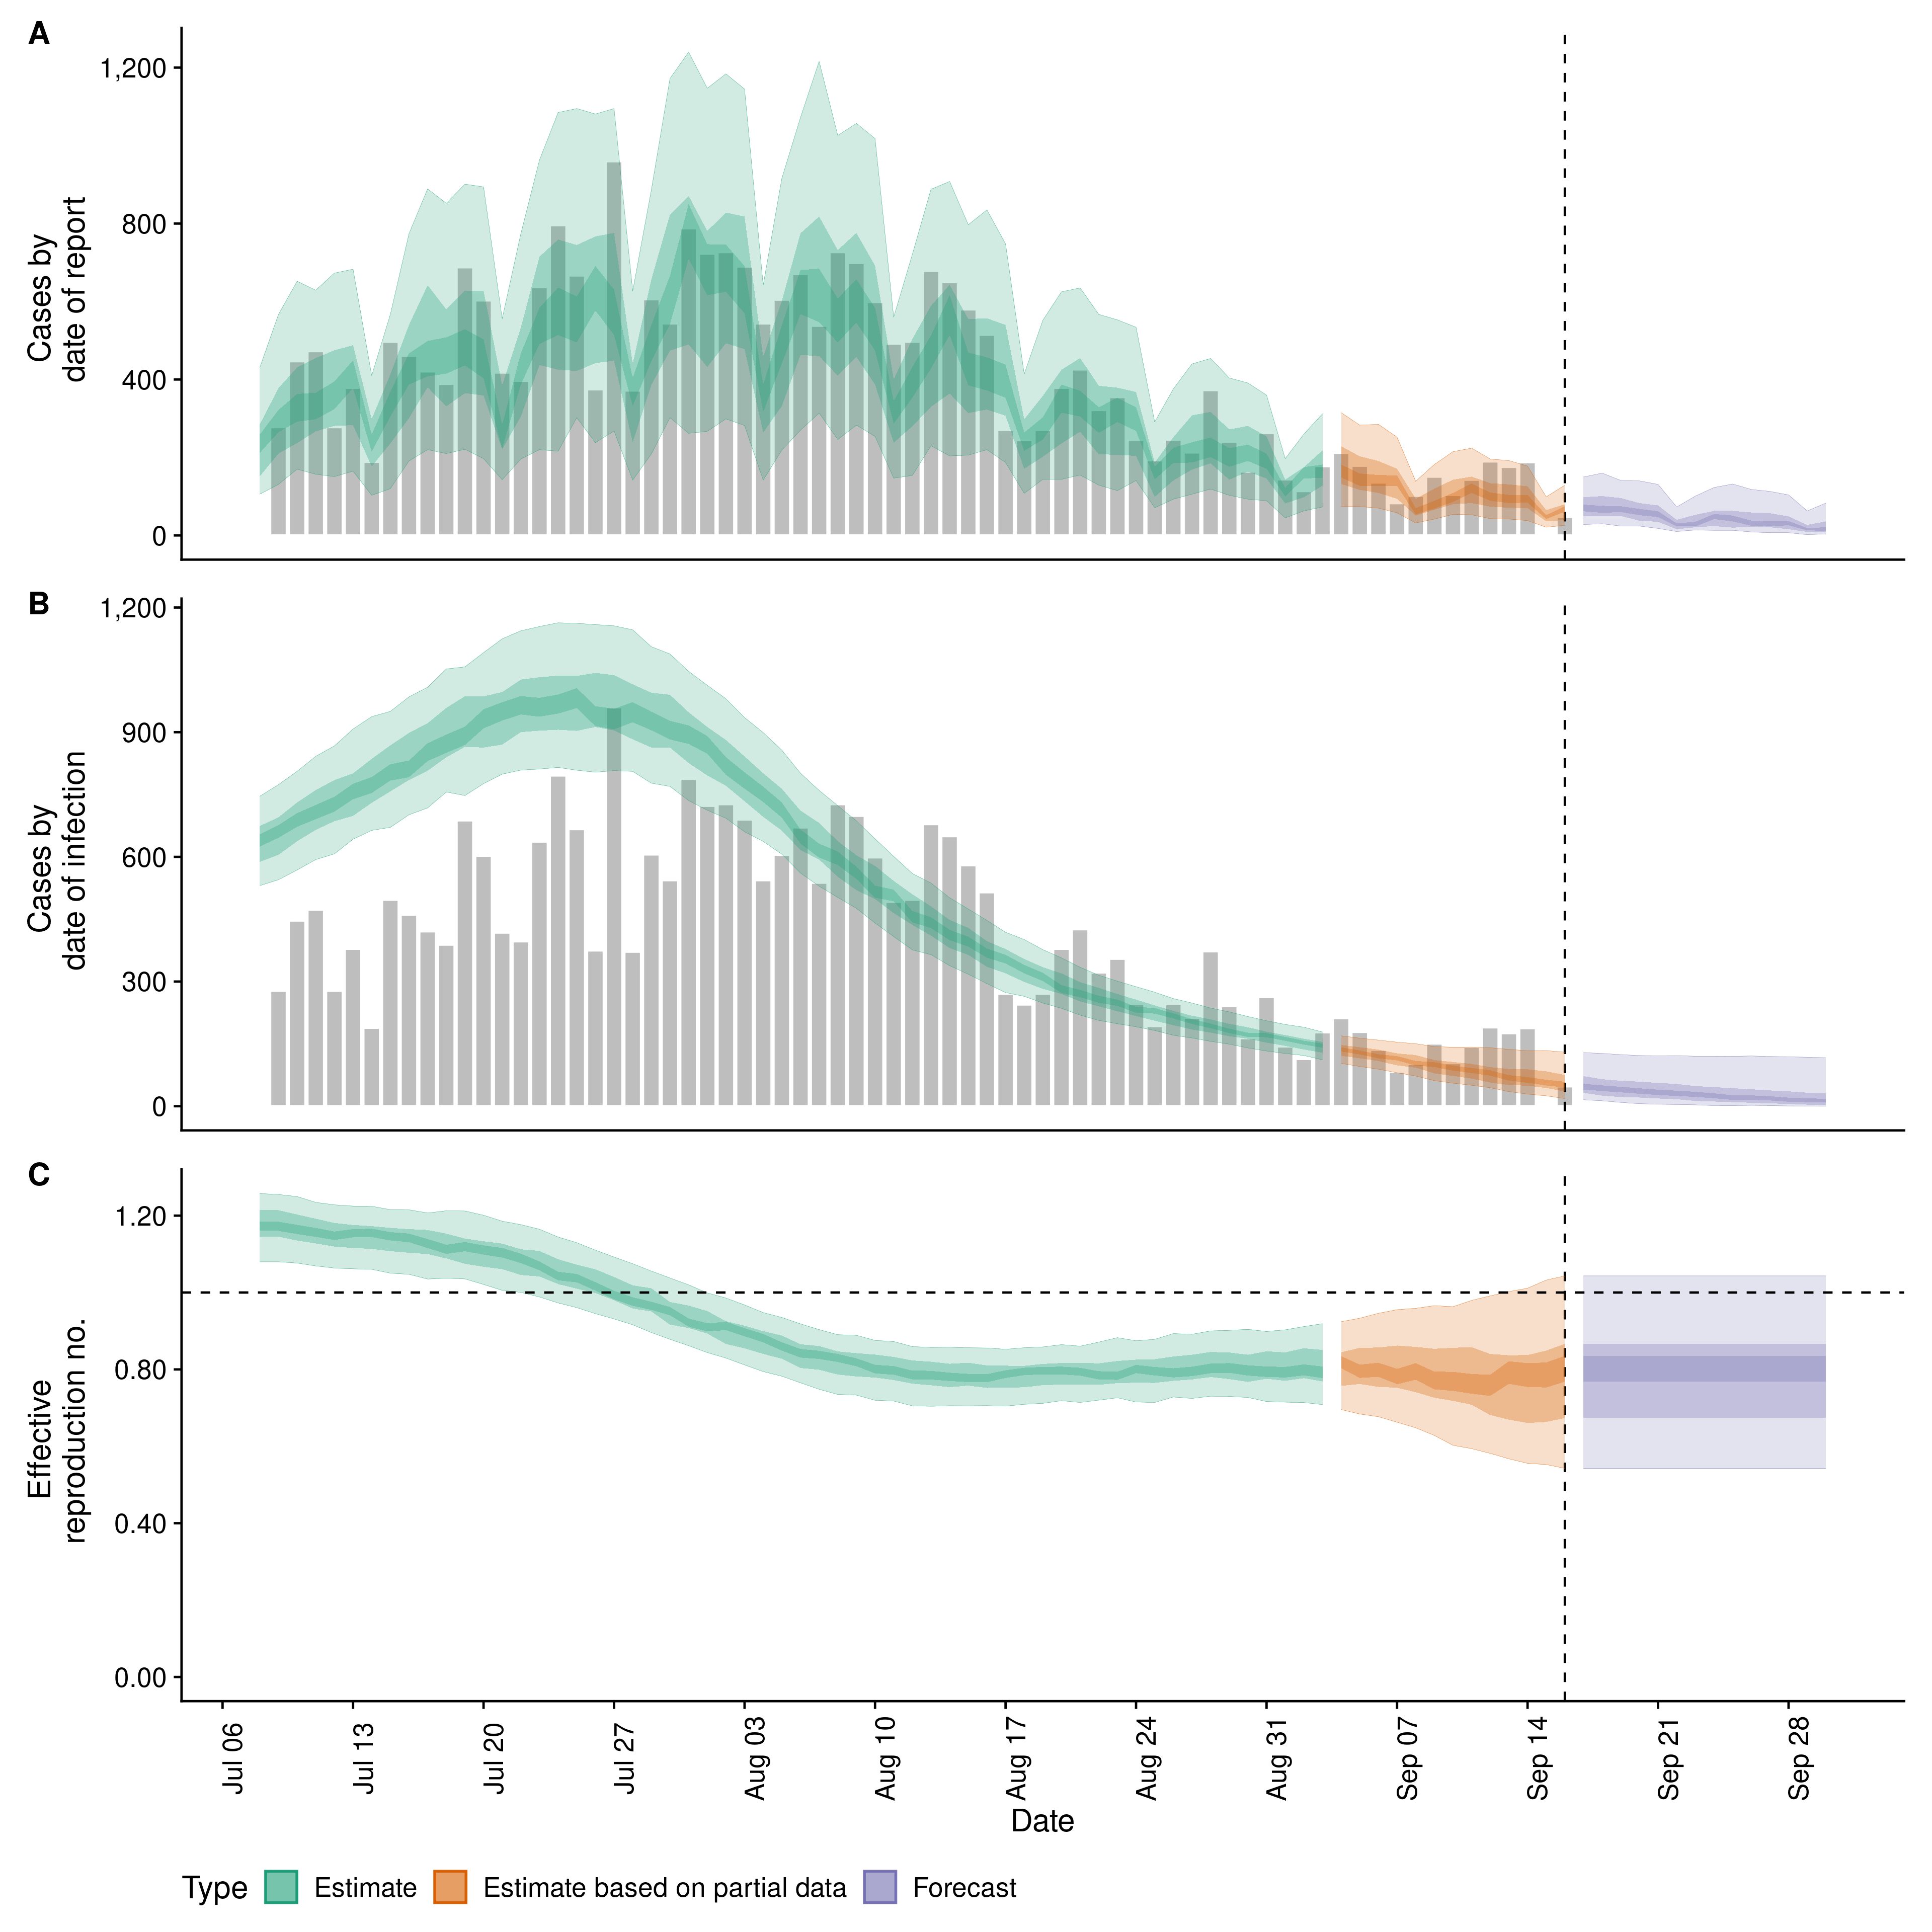 A
1,200
800
400
0
Cases by
date of report
B
1,200
900
600
300
0
Cases by
date of infection
C
1.20
0.80
0.40
0.00
Effective
reproduction no.
Jul 06
Jul 13
Jul 20
Jul 27
Aug 03
Aug 10
Aug 17
Aug 24
Aug 31
Sep 07
Sep 14
Sep 21
Sep 28
Date
Type Estimate Estimate based on partial data Forecast